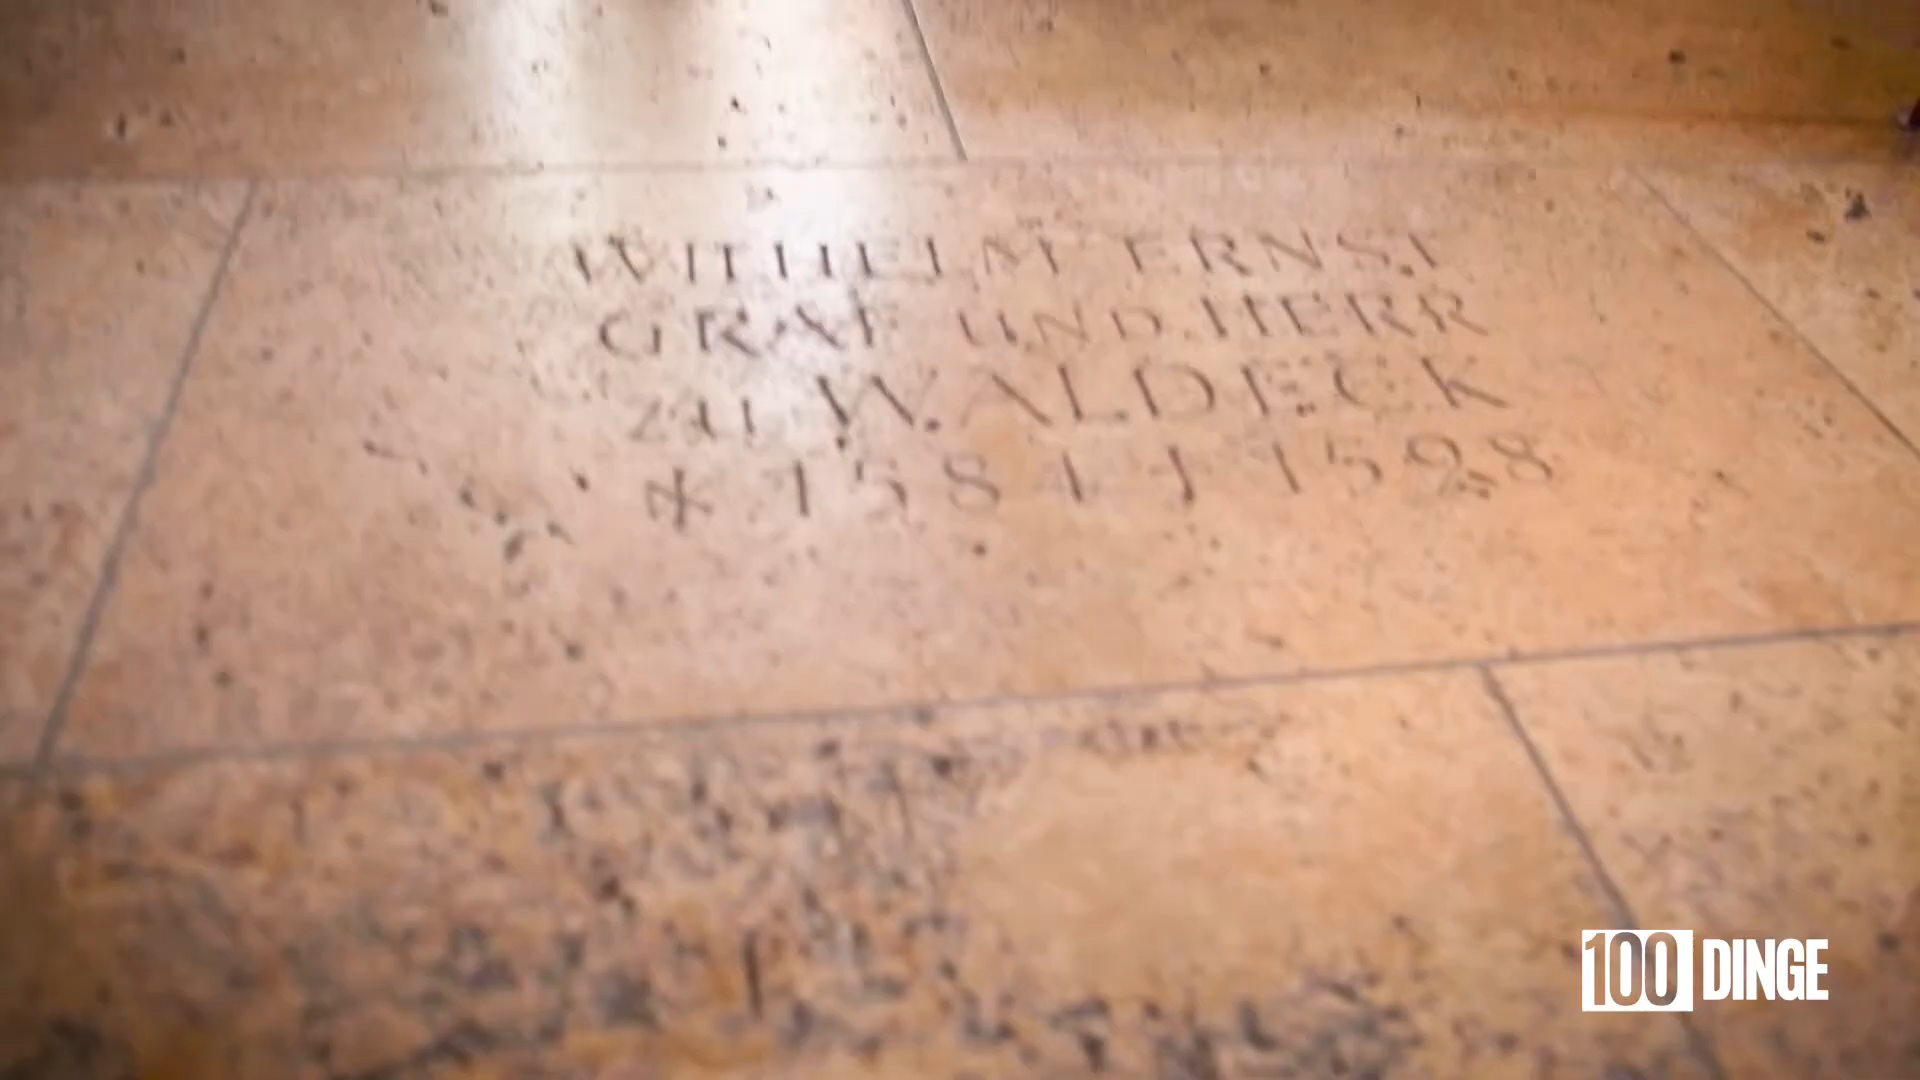 WILHELM ERNST
GRAF UND HERR
ZU WALDECK
* 1584 † 1598
100 DINGE